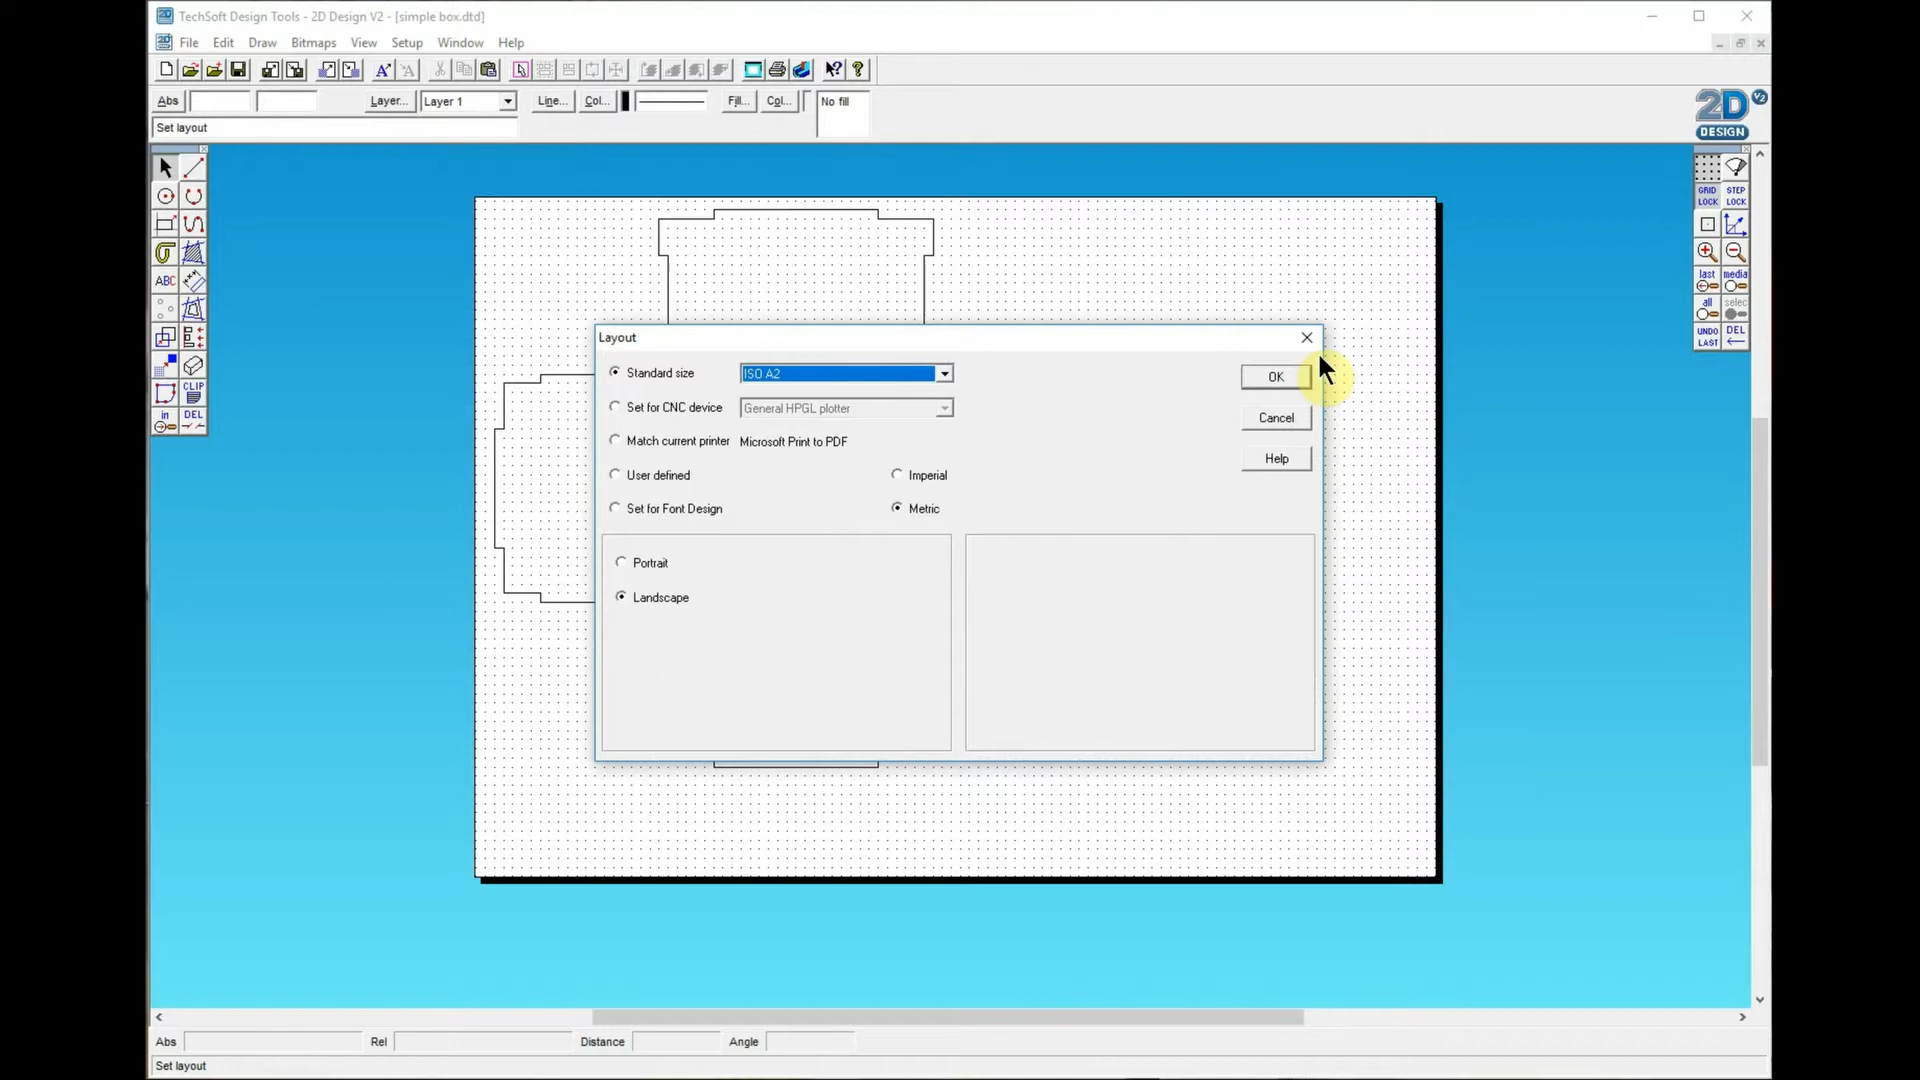 TechSoft Design Tools - 2D Design V2 - [simple box.dtd]
File Edit Draw Bitmaps View Setup Window Help
Abs Layer... Layer 1 Line... Col... Fill... Col... No fill
Set layout
2D V2
DESIGN
GRID LOCK STEP LOCK
last media
all selec
UNDO LAST DEL
ABC
CLIP
in DEL
Layout
Standard size ISO A2 OK
Set for CNC device General HPGL plotter Cancel
Match current printer Microsoft Print to PDF
Help
User defined Imperial
Set for Font Design Metric
Portrait
Landscape
Abs Rel Distance Angle
Set layout